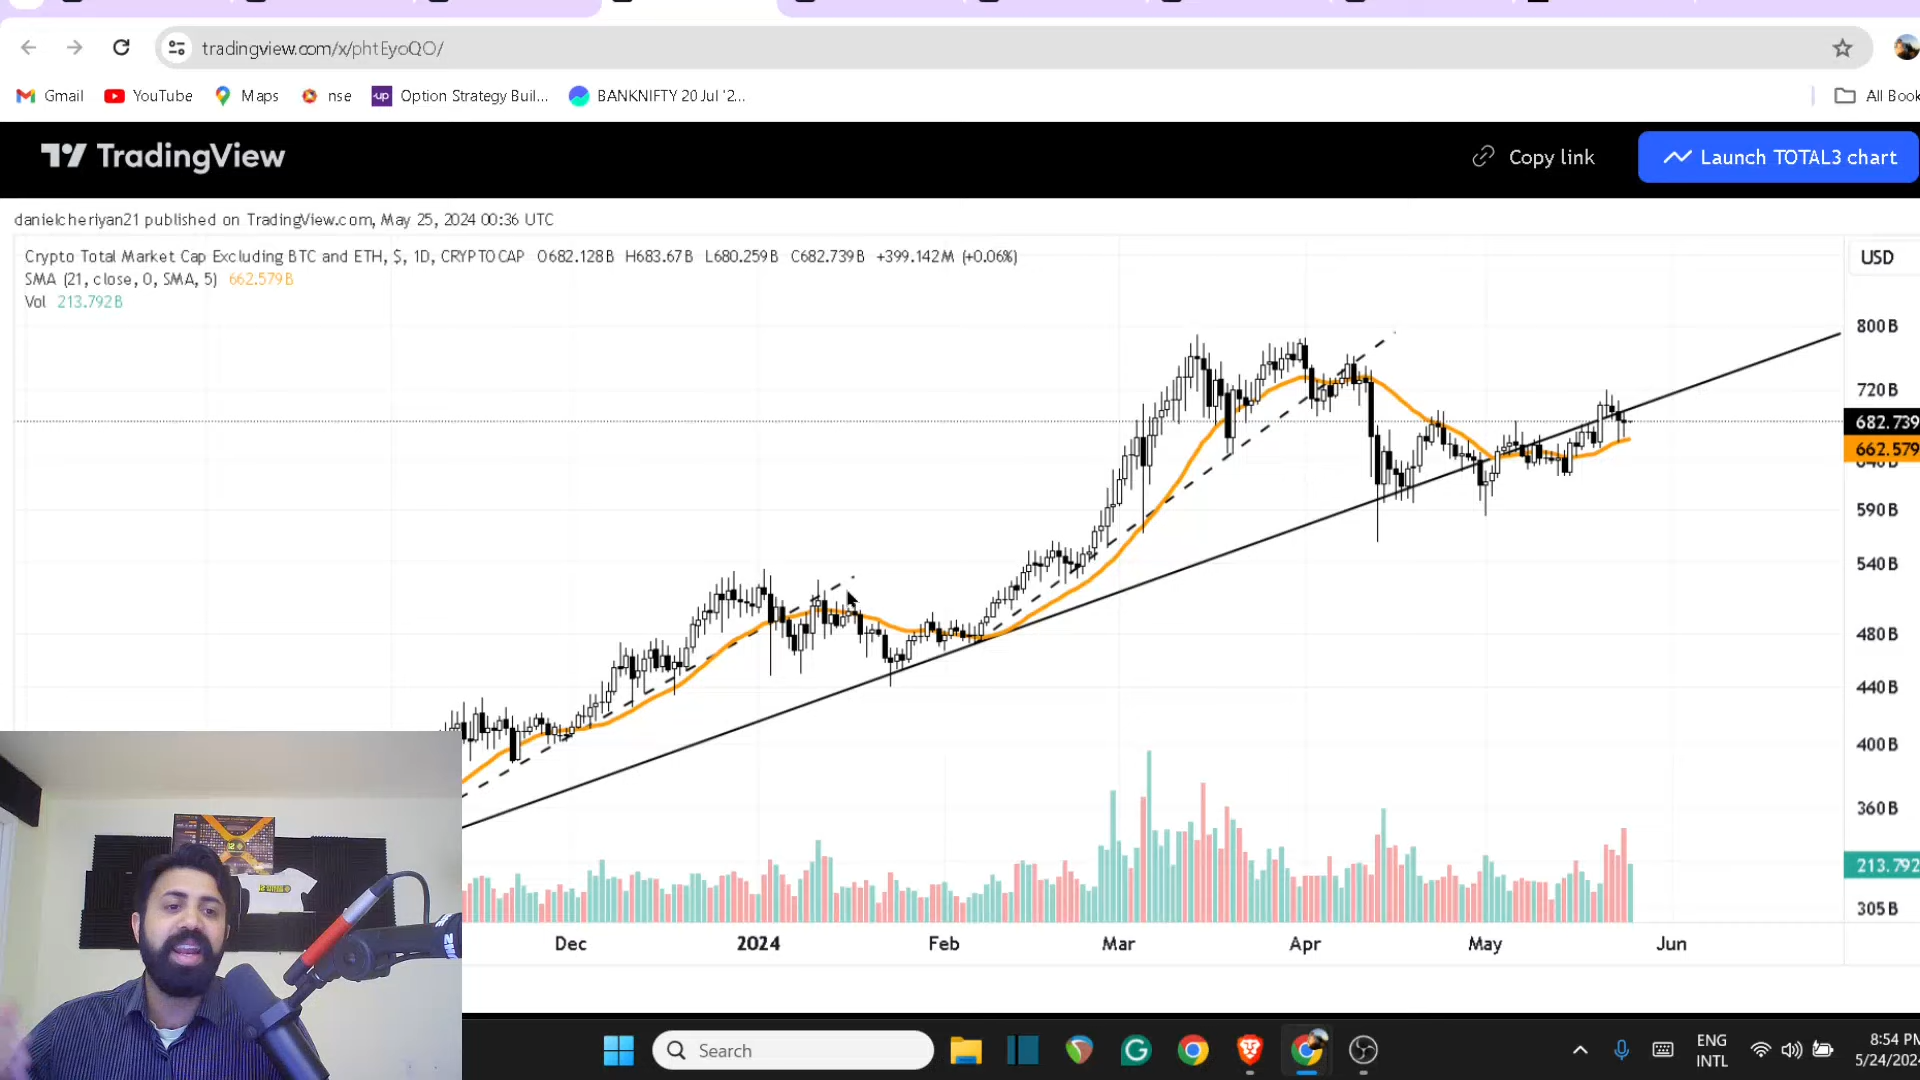 tradingview.com/x/phtEyoQO/
Gmail YouTube Maps nse Option Strategy Buil... BANKNIFTY 20 Jul '2... All Book
TradingView Copy link Launch TOTAL3 chart
danielcheriyan21 published on TradingView.com, May 25, 2024 00:36 UTC
Crypto Total Market Cap Excluding BTC and ETH, $, 1D, CRYPTOCAP O682.128B H683.67B L680.259B C682.739B +399.142M (+0.06%)
USD
SMA (21, close, 0, SMA, 5) 662.579B
Vol 213.792B
800B
720B
682.739
662.579
590B
540B
480B
440B
400B
360B
213.792
305B
Dec 2024 Feb Mar Apr May Jun
Search
ENG
INTL
8:54 PM
5/24/202